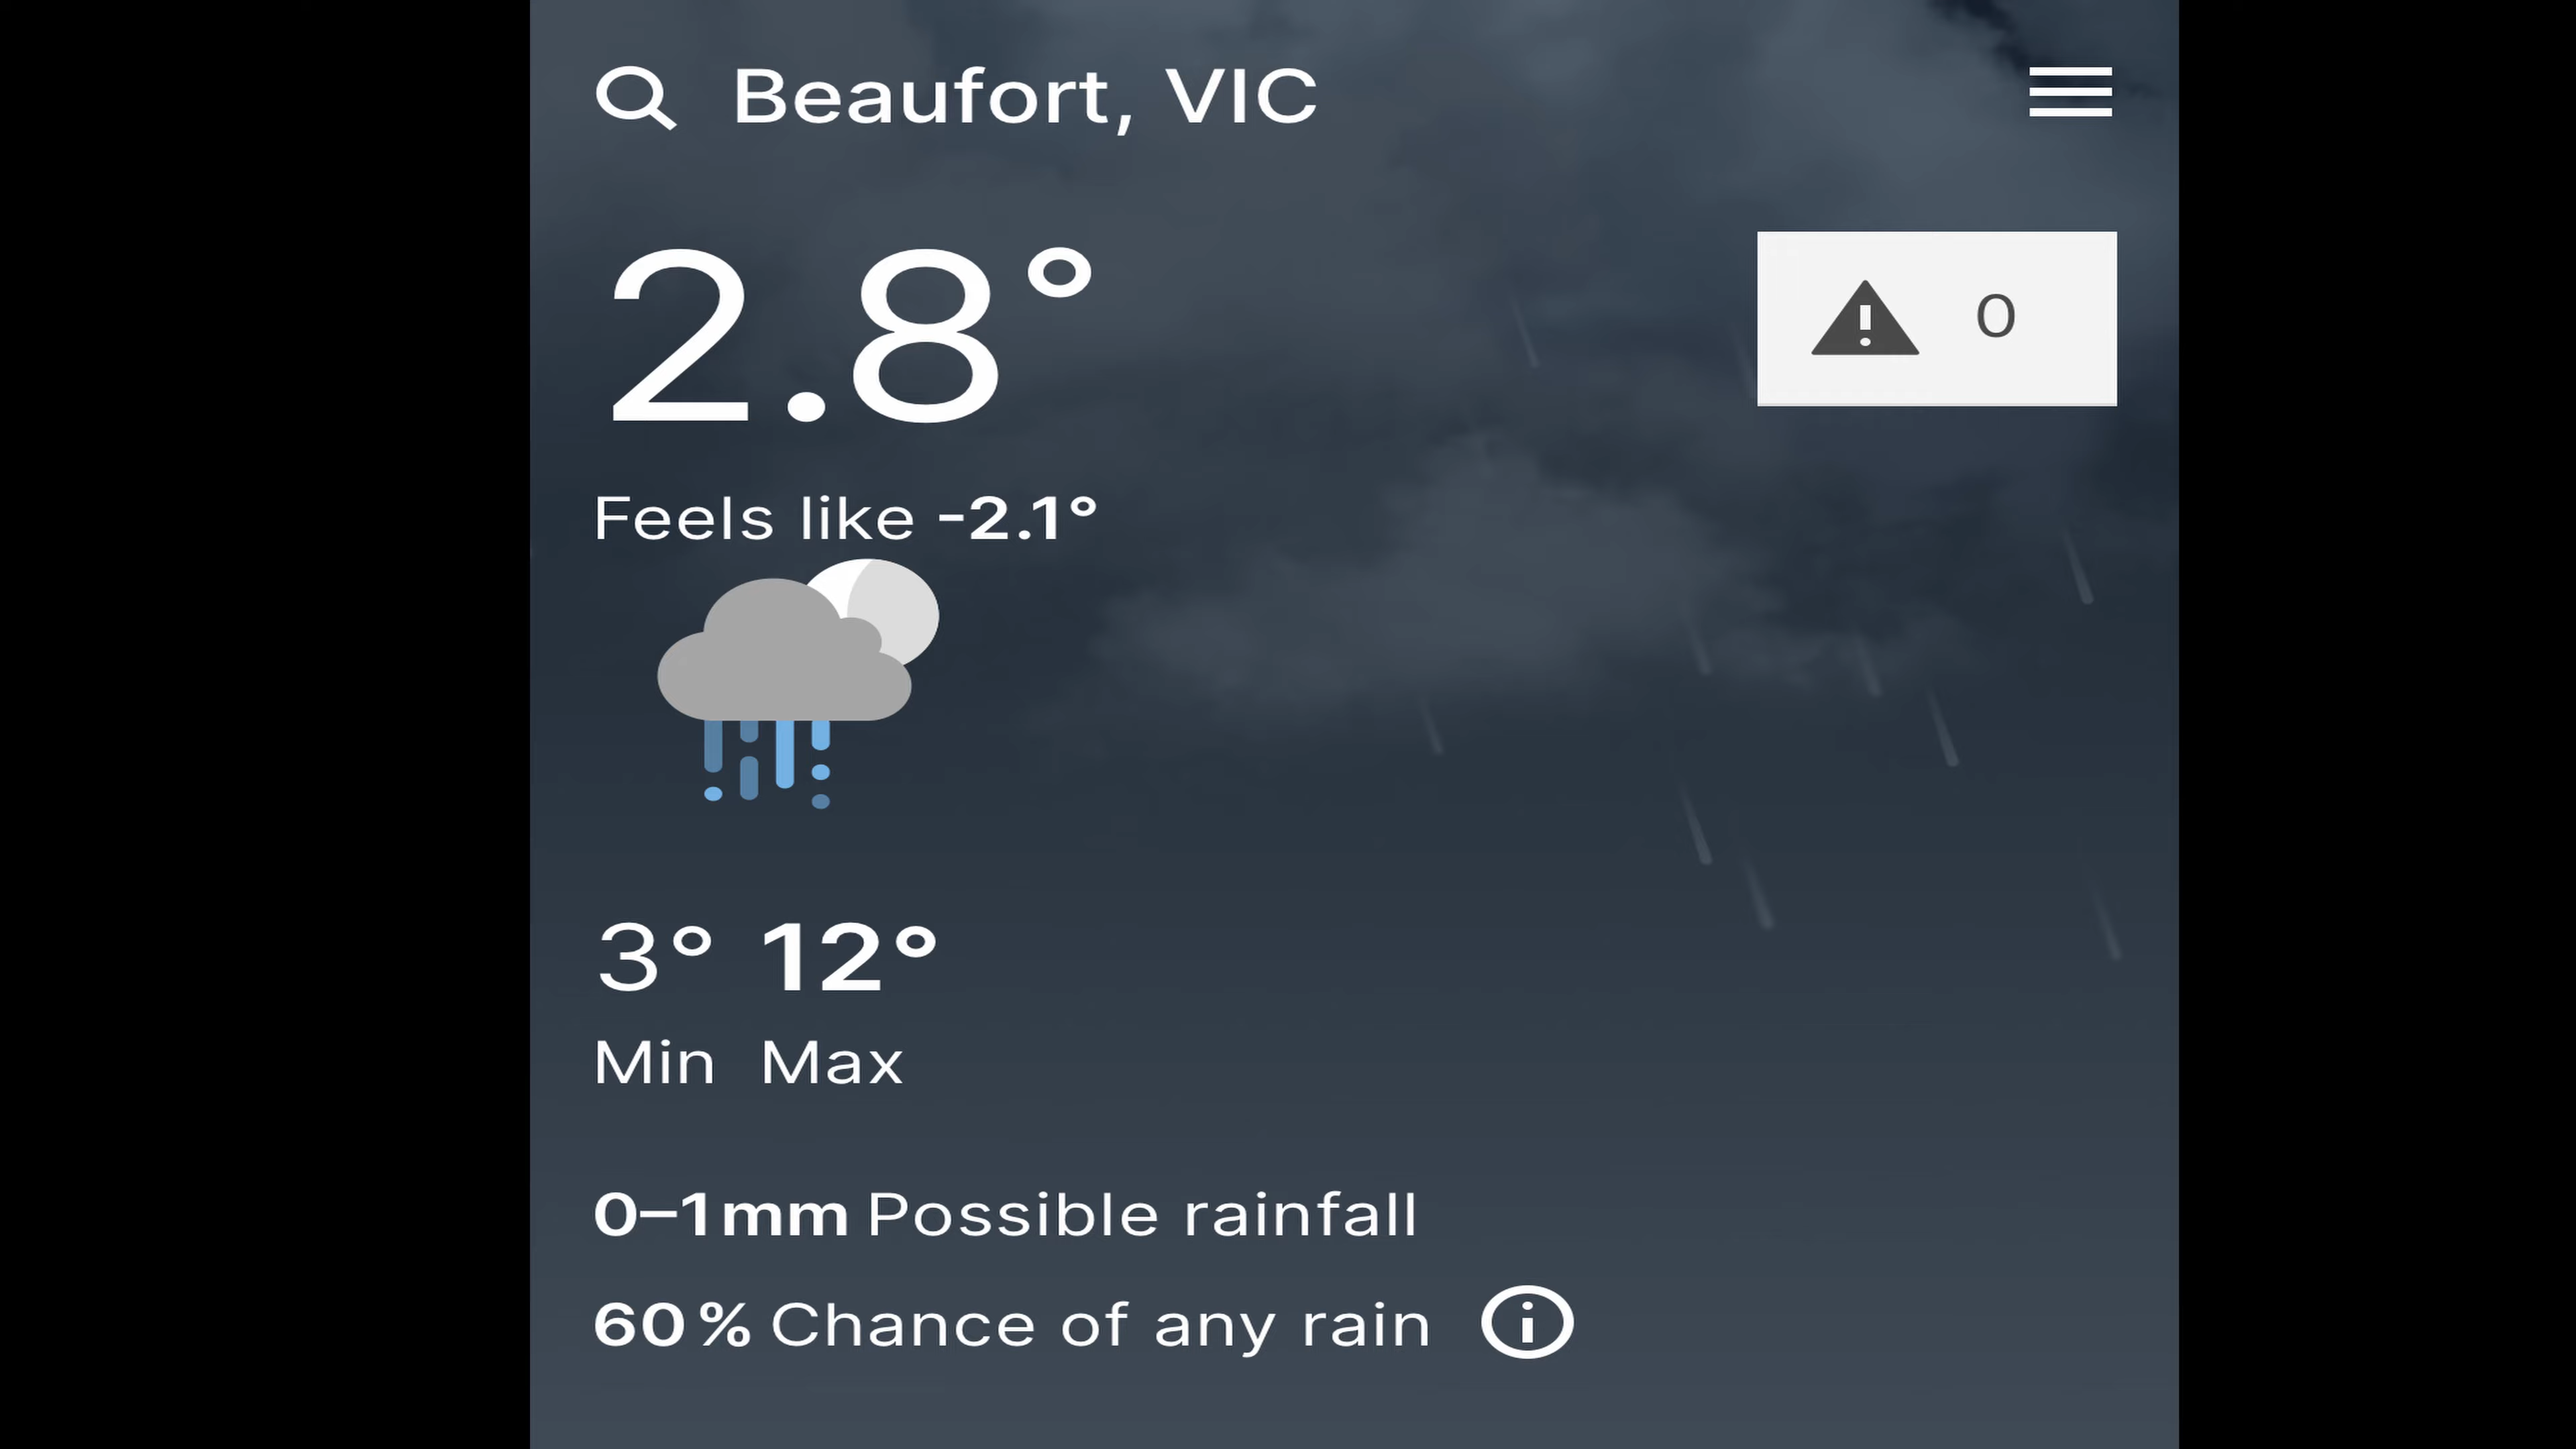 Beaufort, VIC
2.8°
0
Feels like -2.1°
3° 12°
Min Max
0–1mm Possible rainfall
60% Chance of any rain